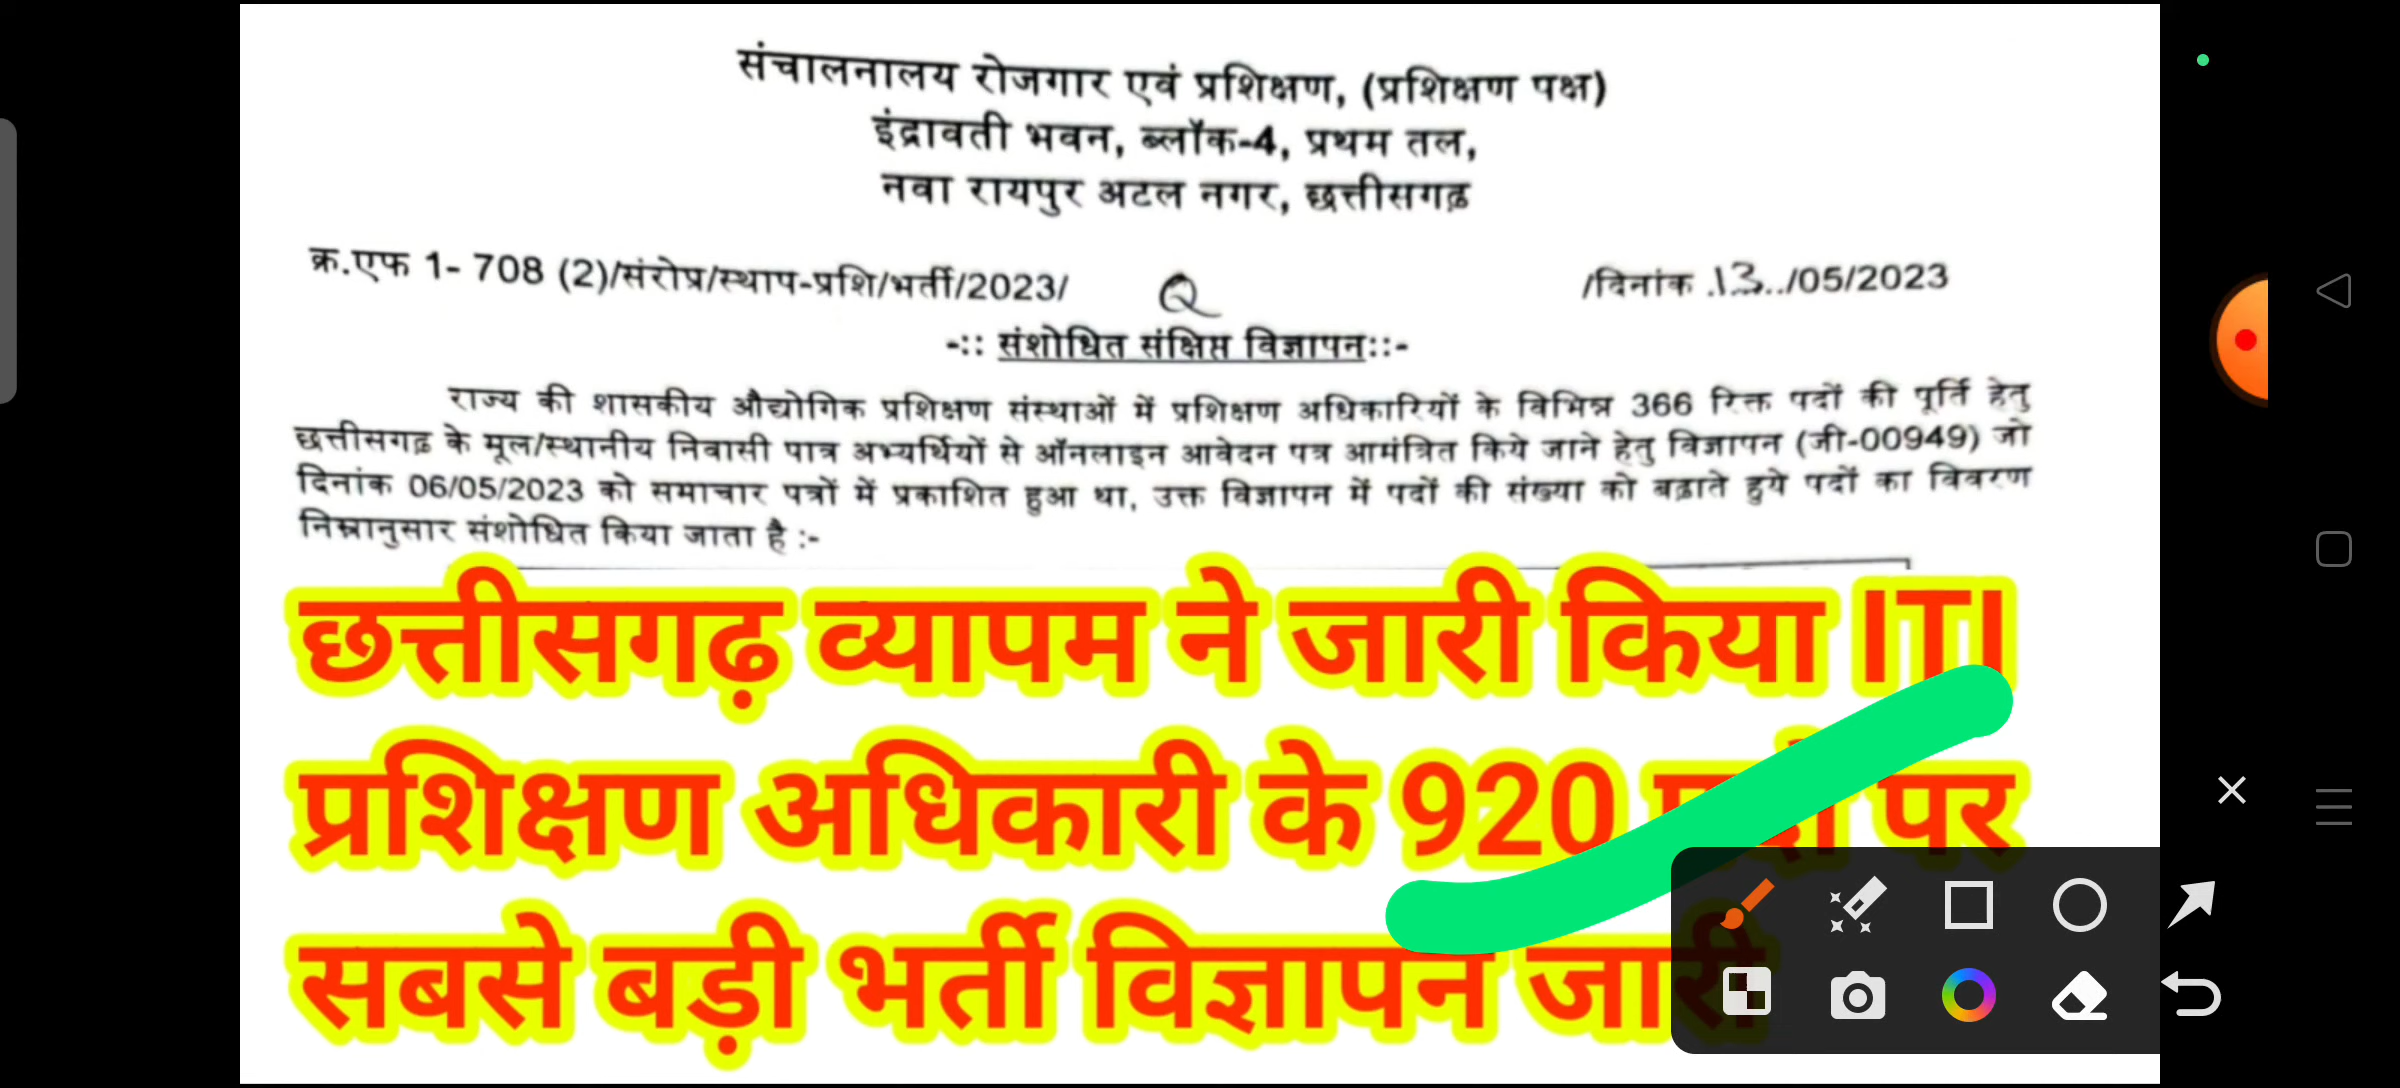 संचालनालय रोजगार एवं प्रशिक्षण, (प्रशिक्षण पक्ष)
इंद्रावती भवन, ब्लॉक-4, प्रथम तल,
नवा रायपुर अटल नगर, छत्तीसगढ़
क्र.एफ 1- 708 (2)/संरोप्र/स्थाप-प्रशि/भर्ती/2023/ /दिनांक .13../05/2023
-:: संशोधित संक्षिप्त विज्ञापन::-
राज्य की शासकीय औद्योगिक प्रशिक्षण संस्थाओं में प्रशिक्षण अधिकारियों के विभिन्न 366 रिक्त पदों की पूर्ति हेतु
छत्तीसगढ़ के मूल/स्थानीय निवासी पात्र अभ्यर्थियों से ऑनलाइन आवेदन पत्र आमंत्रित किये जाने हेतु विज्ञापन (जी-00949) जो
दिनांक 06/05/2023 को समाचार पत्रों में प्रकाशित हुआ था, उक्त विज्ञापन में पदों की संख्या को बढ़ाते हुये पदों का विवरण
निम्नानुसार संशोधित किया जाता है :-
छत्तीसगढ़ व्यापम ने जारी किया ITI
प्रशिक्षण अधिकारी के 920 पदों पर
सबसे बड़ी भर्ती विज्ञापन जारी